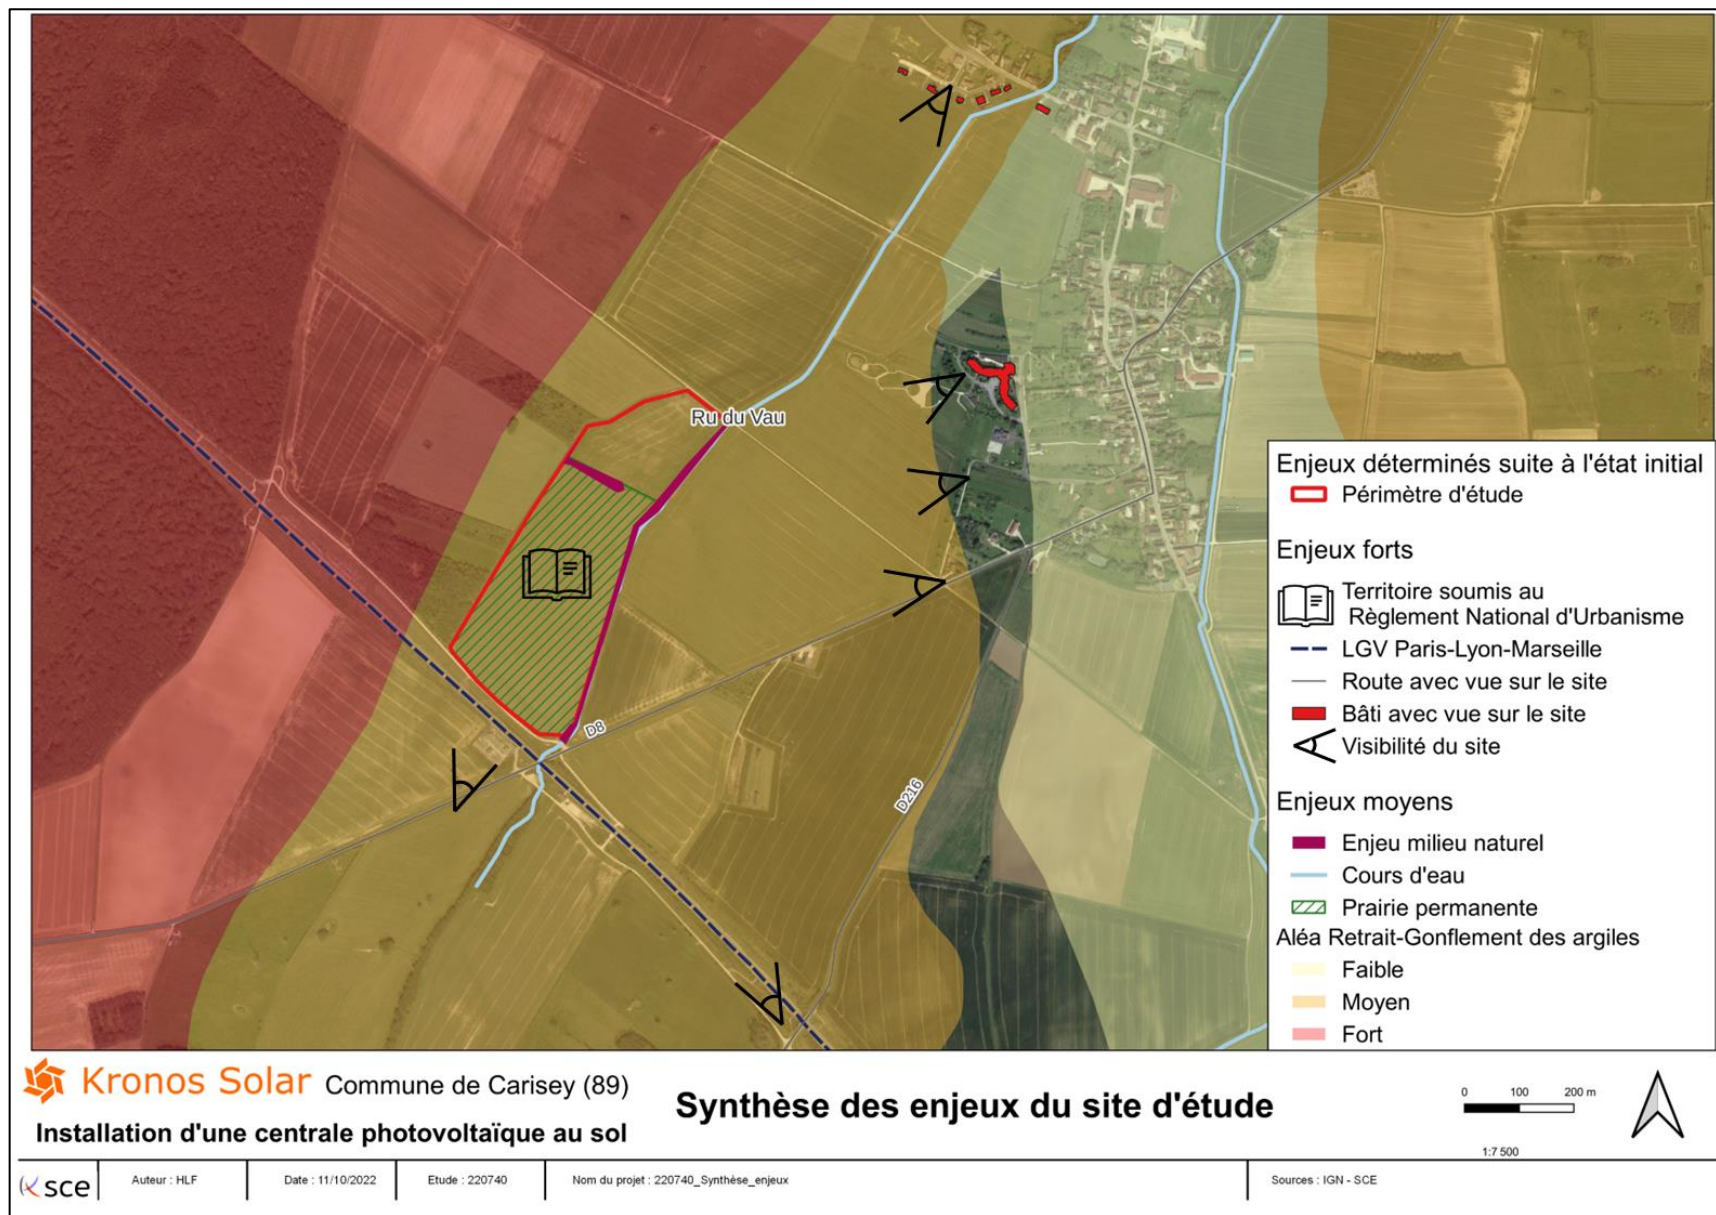 Ru du Vau
D8
D216
Enjeux déterminés suite à l'état initial
Périmètre d'étude
Enjeux forts
Territoire soumis au
Règlement National d'Urbanisme
LGV Paris-Lyon-Marseille
Route avec vue sur le site
Bâti avec vue sur le site
Visibilité du site
Enjeux moyens
Enjeu milieu naturel
Cours d'eau
Prairie permanente
Aléa Retrait-Gonflement des argiles
Faible
Moyen
Fort
Kronos Solar Commune de Carisey (89)
Installation d'une centrale photovoltaïque au sol
Synthèse des enjeux du site d'étude
0 100 200 m
1:7 500
sce
Auteur : HLF
Date : 11/10/2022
Etude : 220740
Nom du projet : 220740_Synthèse_enjeux
Sources : IGN - SCE